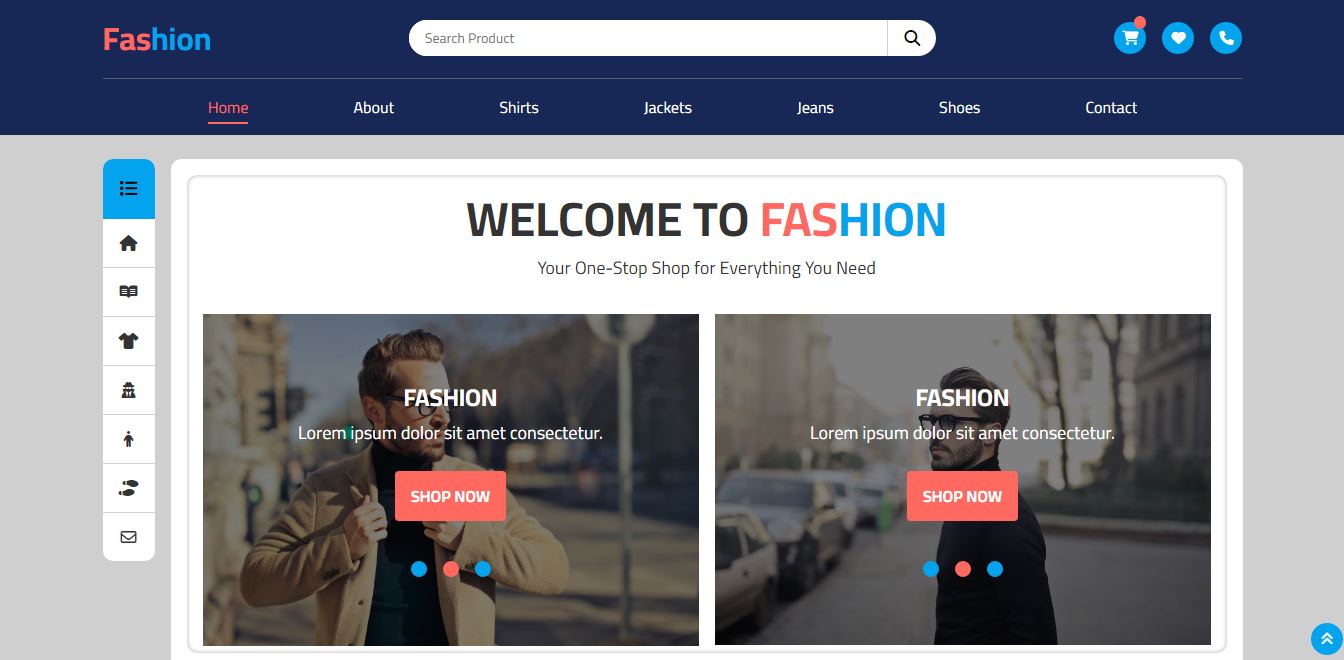 Fashion
Search Product
Home About Shirts Jackets Jeans Shoes Contact
WELCOME TO FASHION
Your One-Stop Shop for Everything You Need
FASHION
Lorem ipsum dolor sit amet consectetur.
SHOP NOW
FASHION
Lorem ipsum dolor sit amet consectetur.
SHOP NOW